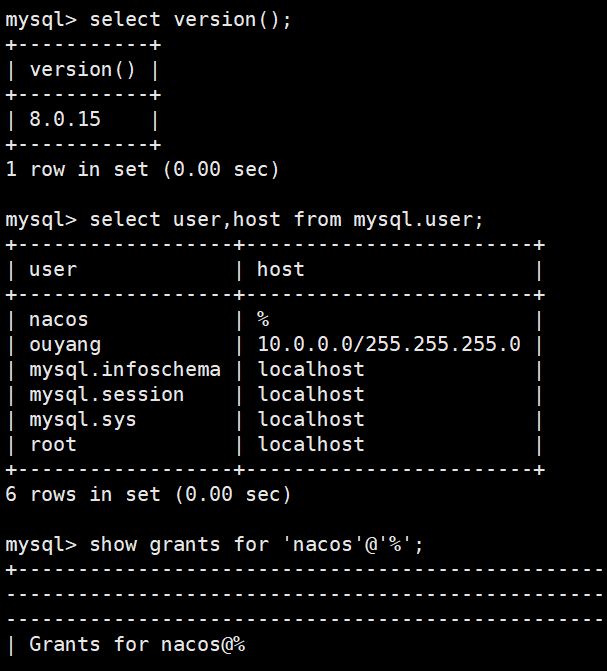 mysql> select version();
+-----------+
| version() |
+-----------+
| 8.0.15    |
+-----------+
1 row in set (0.00 sec)

mysql> select user,host from mysql.user;
+------------------+------------------------+
| user             | host                   |
+------------------+------------------------+
| nacos            | %                      |
| ouyang           | 10.0.0.0/255.255.255.0 |
| mysql.infoschema | localhost              |
| mysql.session    | localhost              |
| mysql.sys        | localhost              |
| root             | localhost              |
+------------------+------------------------+
6 rows in set (0.00 sec)

mysql> show grants for 'nacos'@'%';
+-------------------------------------------------
--------------------------------------------------
--------------------------------------------------
| Grants for nacos@%